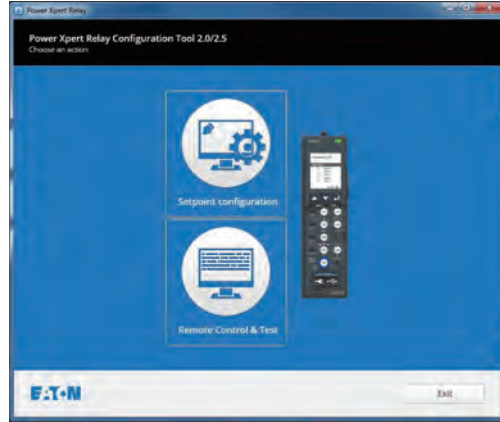 Power Xpert Relay
Power Xpert Relay Configuration Tool 2.0/2.5
Choose an action
Setpoint configuration
Remote Control & Test
EATON
Exit